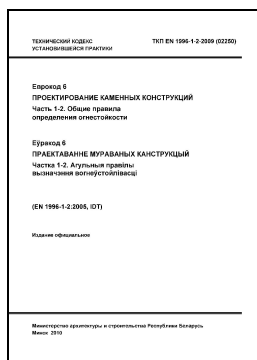 ТЕХНИЧЕСКИЙ КОДЕКС
УСТАНОВИВШЕЙСЯ ПРАКТИКИ
ТКП EN 1996-1-2-2009 (02250)
Еврокод 6
ПРОЕКТИРОВАНИЕ КАМЕННЫХ КОНСТРУКЦИЙ
Часть 1-2. Общие правила
определения огнестойкости
Еўракод 6
ПРАЕКТАВАННЕ МУРАВАНЫХ КАНСТРУКЦЫЙ
Частка 1-2. Агульныя правілы
вызначэння вогнеўстойлівасці
(EN 1996-1-2:2005, IDT)
Издание официальное
Министерство архитектуры и строительства Республики Беларусь
Минск 2010